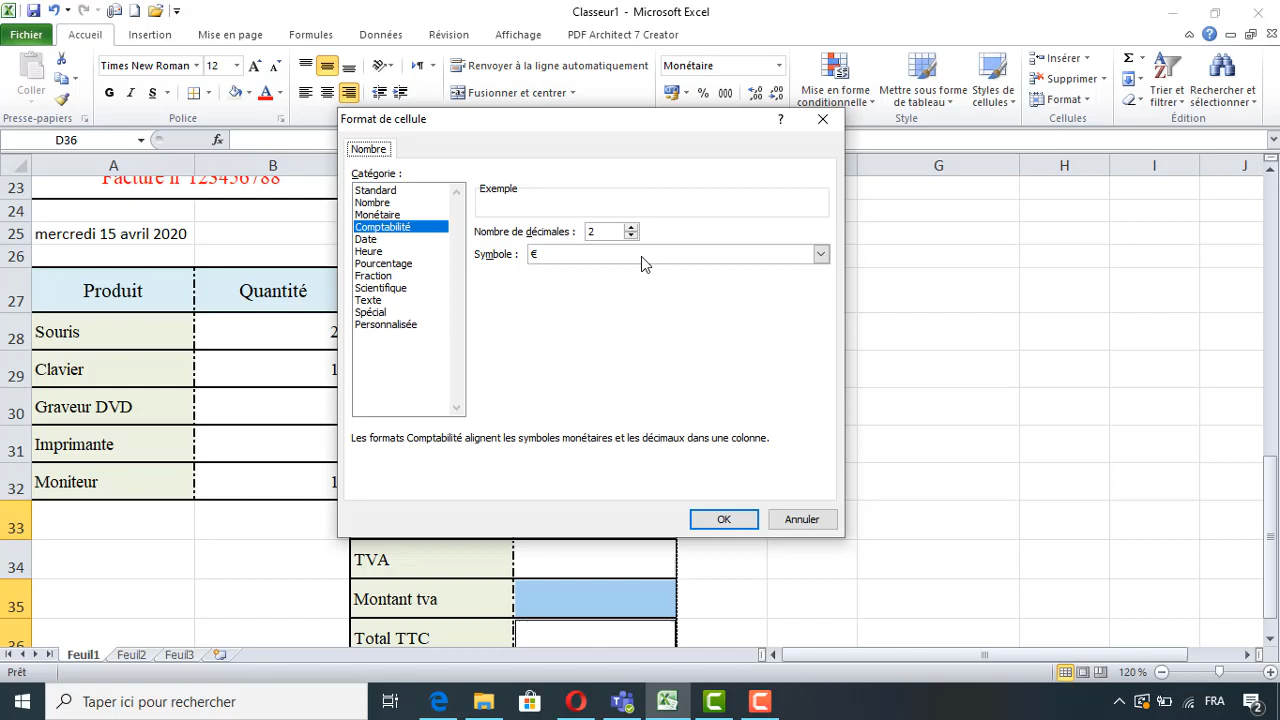 Classeur1 - Microsoft Excel
Fichier Accueil Insertion Mise en page Formules Données Révision Affichage PDF Architect 7 Creator
Coller
Times New Roman 12
G I S
Renvoyer à la ligne automatiquement
Fusionner et centrer
Monétaire
% 000
Mise en forme conditionnelle
Mettre sous forme de tableau
Styles de cellules
Insérer
Supprimer
Format
Trier et filtrer
Rechercher et sélectionner
Presse-papiers Police Style Cellules Édition
D36 fx
Format de cellule
Nombre
Catégorie :
Standard
Nombre
Monétaire
Comptabilité
Date
Heure
Pourcentage
Fraction
Scientifique
Texte
Spécial
Personnalisée
Exemple
Nombre de décimales : 2
Symbole : €
Les formats Comptabilité alignent les symboles monétaires et les décimaux dans une colonne.
OK Annuler
A B G H I J
23 Facture n°123456788
24
25 mercredi 15 avril 2020
26
27 Produit Quantité
28 Souris 2
29 Clavier 1
30 Graveur DVD
31 Imprimante
32 Moniteur 1
33
34 TVA
35 Montant tva
36 Total TTC
Feuil1 Feuil2 Feuil3
Prêt 120 %
Taper ici pour rechercher
FRA
2